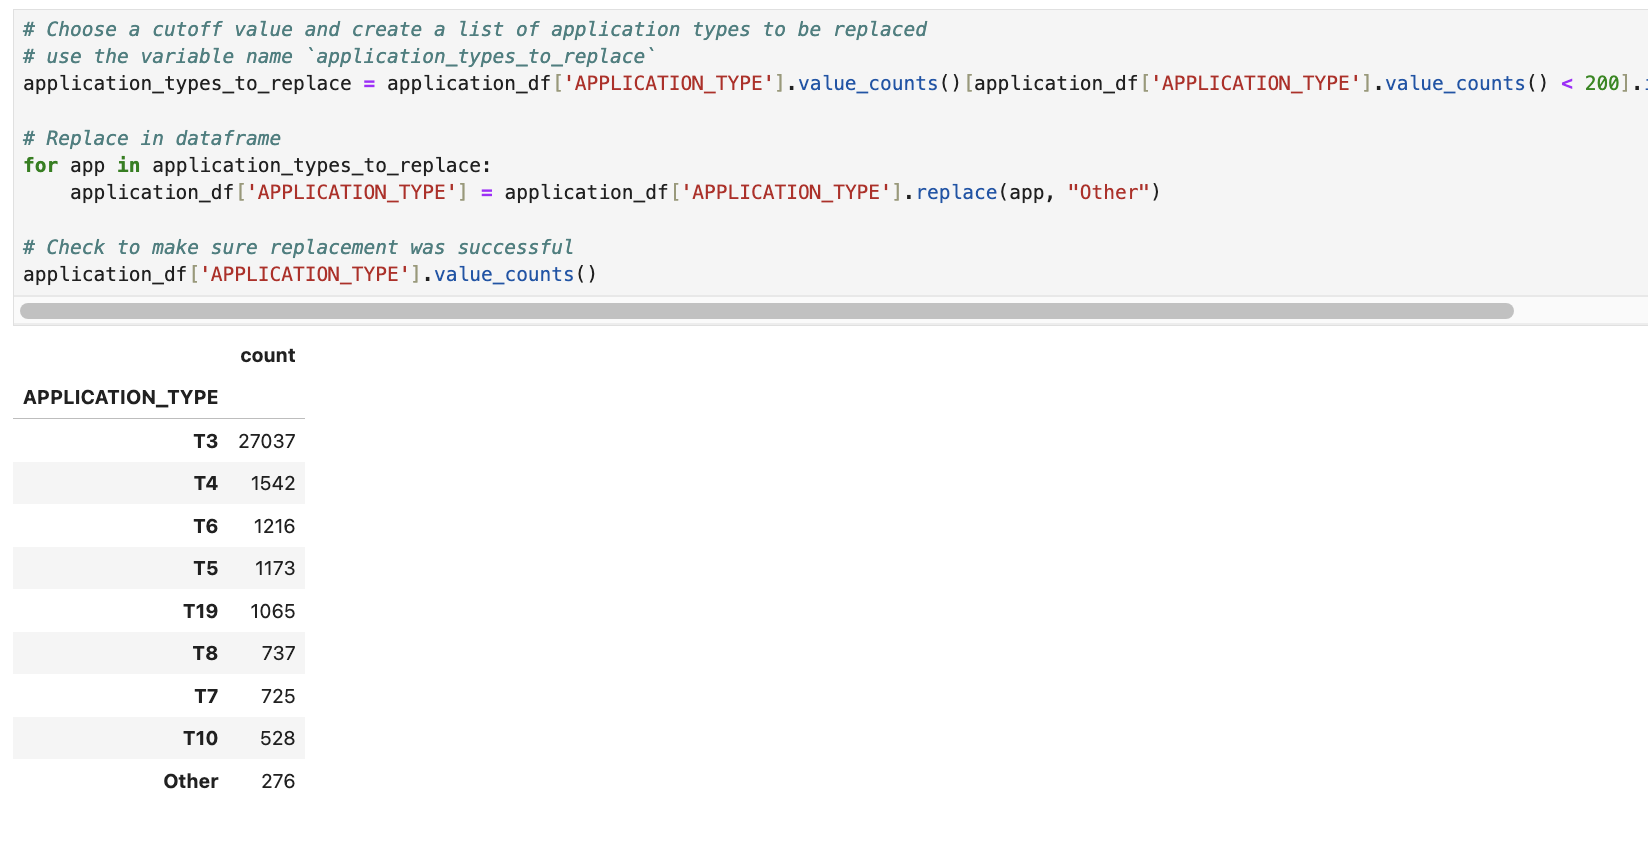 # Choose a cutoff value and create a list of application types to be replaced
# use the variable name `application_types_to_replace`
application_types_to_replace = application_df['APPLICATION_TYPE'].value_counts()[application_df['APPLICATION_TYPE'].value_counts() < 200].
# Replace in dataframe
for app in application_types_to_replace:
    application_df['APPLICATION_TYPE'] = application_df['APPLICATION_TYPE'].replace(app, "Other")
# Check to make sure replacement was successful
application_df['APPLICATION_TYPE'].value_counts()
count
APPLICATION_TYPE
T3 27037
T4 1542
T6 1216
T5 1173
T19 1065
T8 737
T7 725
T10 528
Other 276